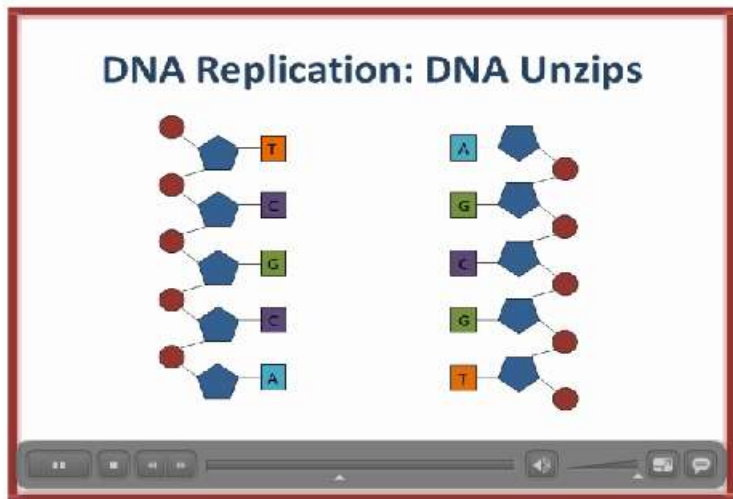 DNA Replication: DNA Unzips
T A
C G
G C
C G
A T